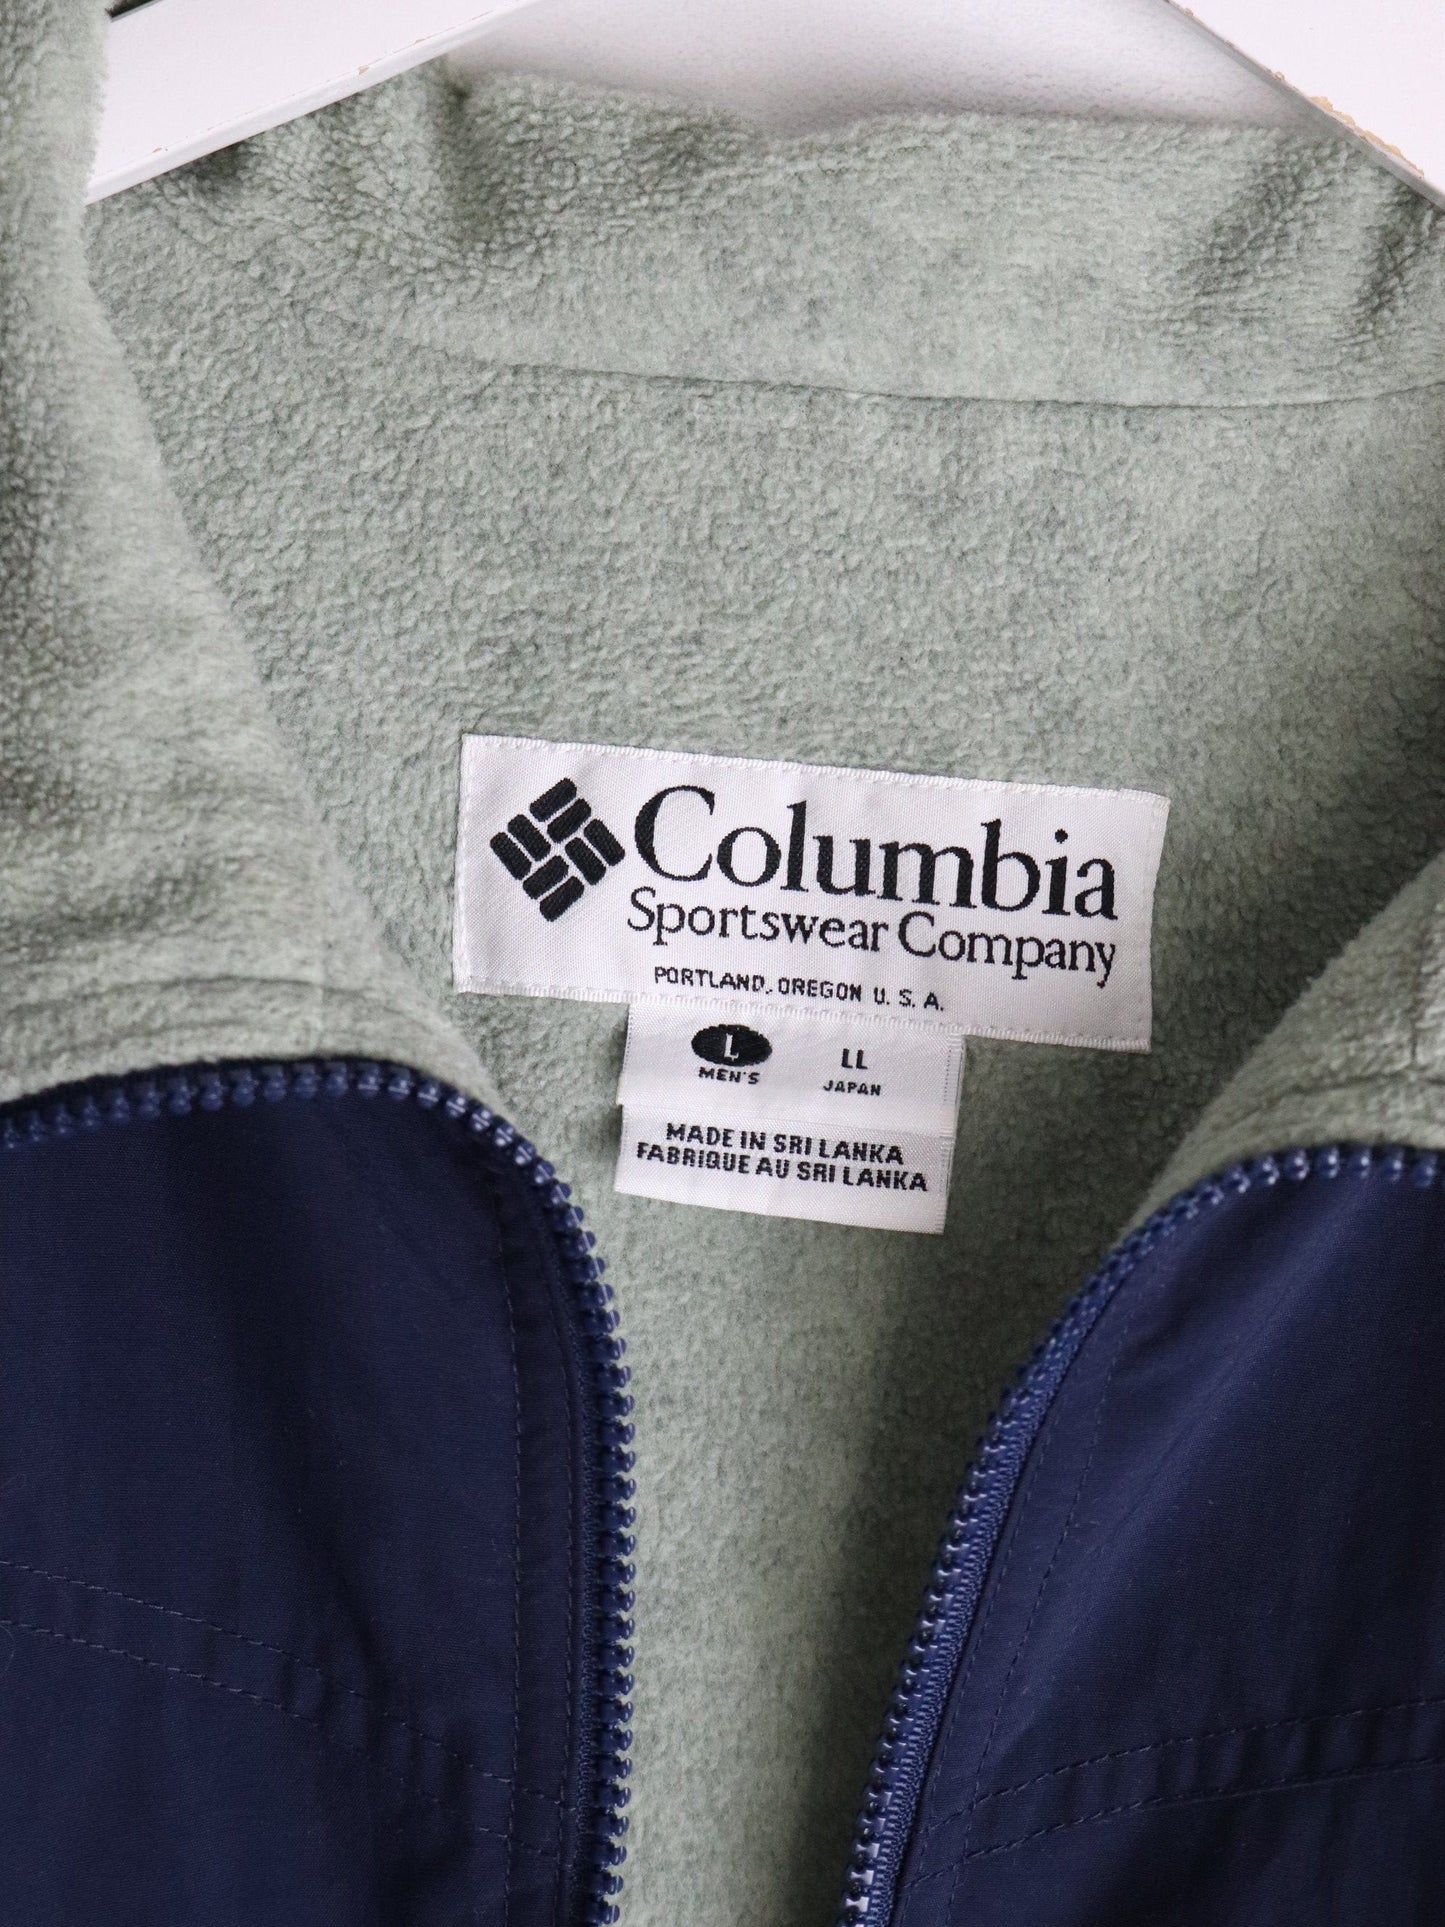 Columbia
Sportswear Company
PORTLAND, OREGON U. S. A.
L LL
MEN'S JAPAN
MADE IN SRI LANKA
FABRIQUE AU SRI LANKA